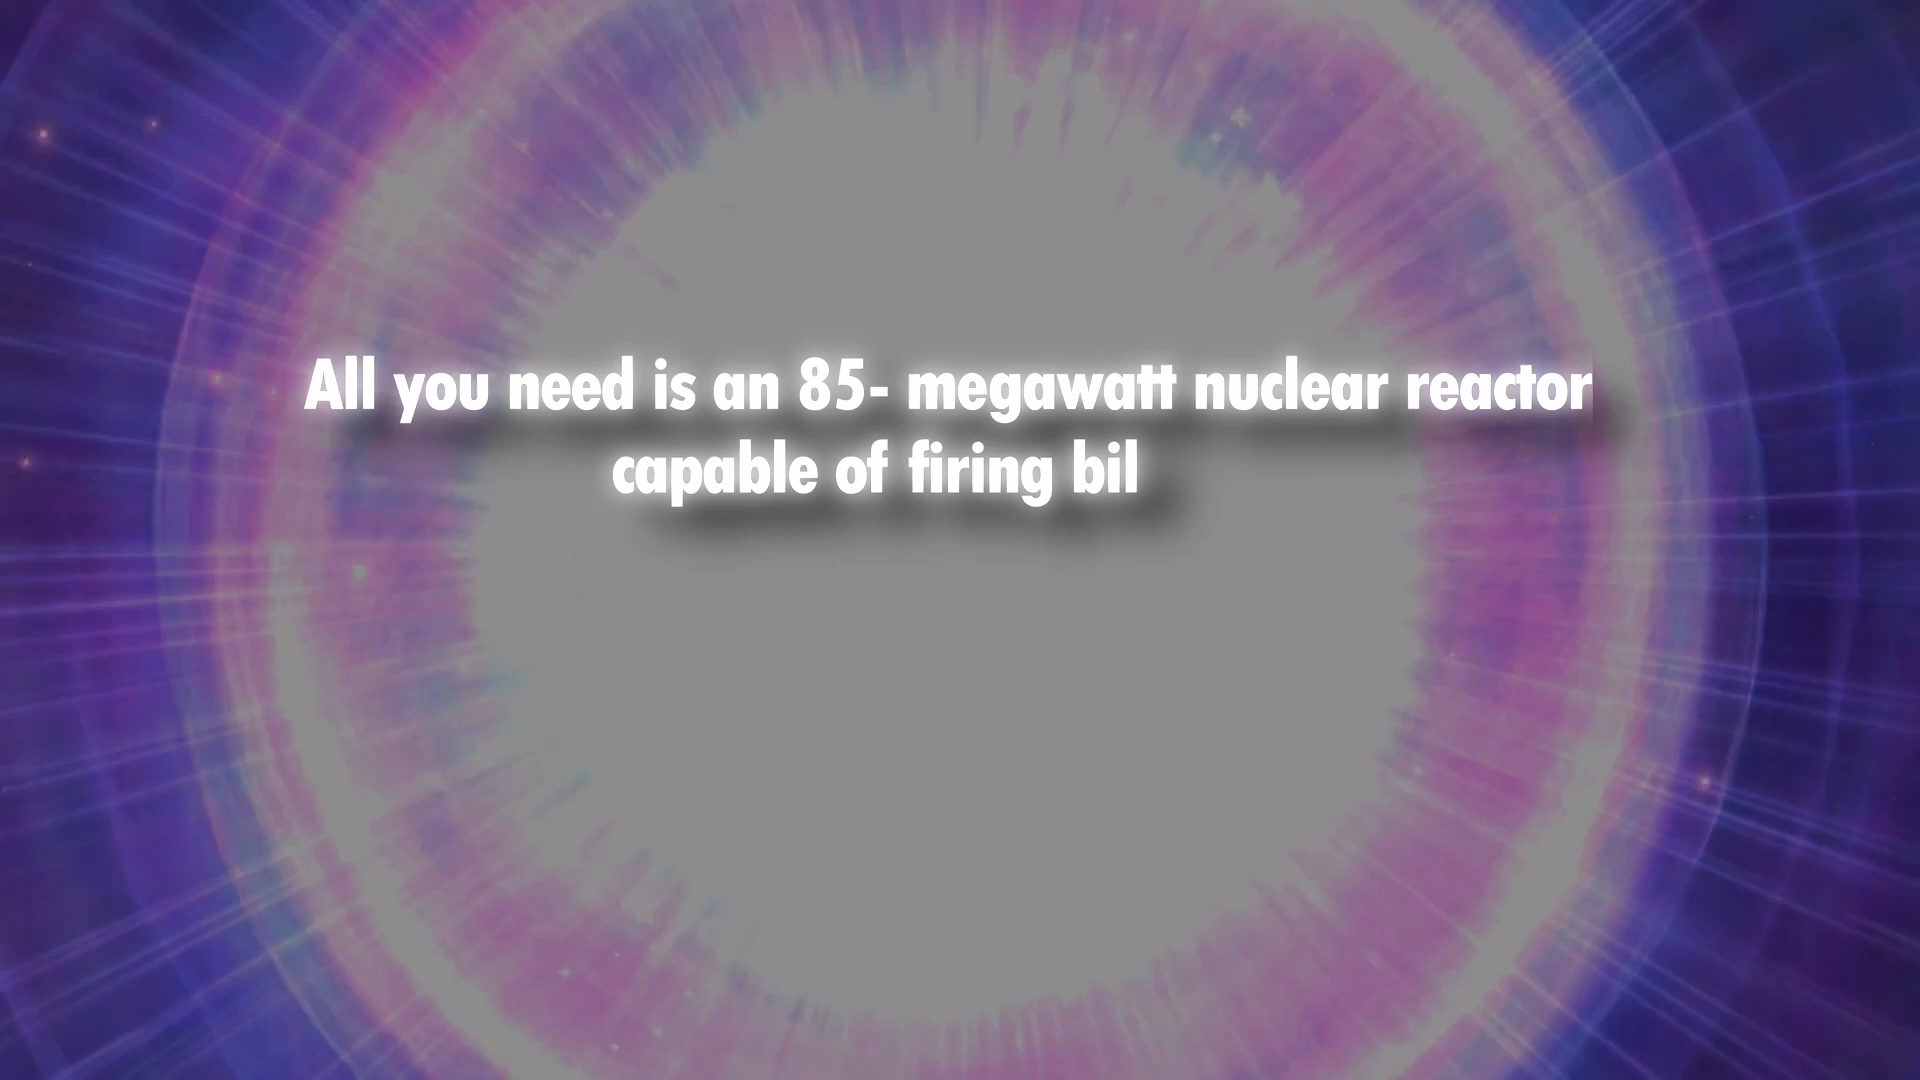 All you need is an 85- megawatt nuclear reactor
capable of firing bil